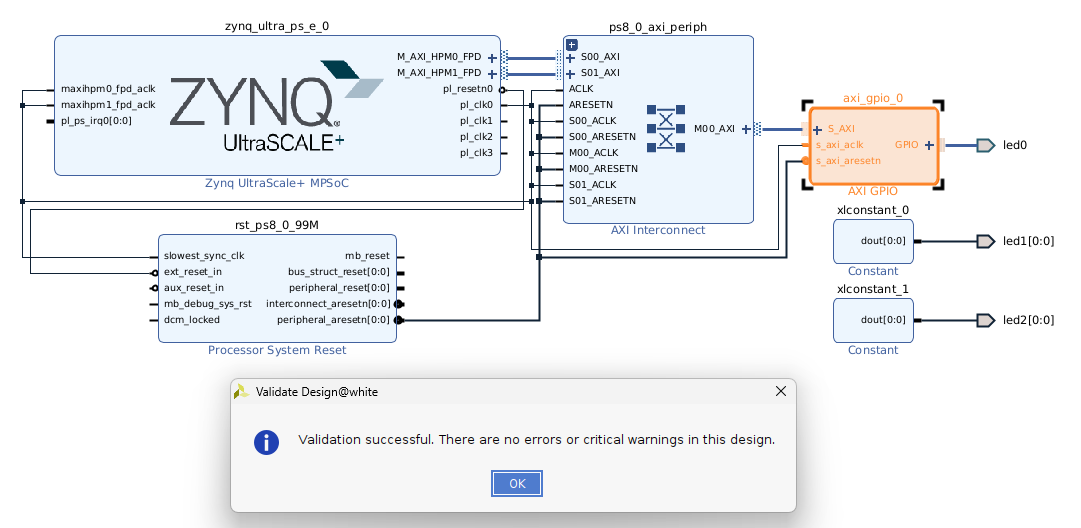 zynq_ultra_ps_e_0
maxihpm0_fpd_aclk
maxihpm1_fpd_aclk
pl_ps_irq0[0:0]
ZYNQ
UltraSCALE+
M_AXI_HPM0_FPD
M_AXI_HPM1_FPD
pl_resetn0
pl_clk0
pl_clk1
pl_clk2
pl_clk3
Zynq UltraScale+ MPSoC
ps8_0_axi_periph
S00_AXI
S01_AXI
ACLK
ARESETN
S00_ACLK
S00_ARESETN
M00_ACLK
M00_ARESETN
S01_ACLK
S01_ARESETN
M00_AXI
AXI Interconnect
axi_gpio_0
S_AXI
s_axi_aclk
s_axi_aresetn
GPIO
AXI GPIO
led0
xlconstant_0
dout[0:0]
Constant
led1[0:0]
xlconstant_1
dout[0:0]
Constant
led2[0:0]
rst_ps8_0_99M
slowest_sync_clk
ext_reset_in
aux_reset_in
mb_debug_sys_rst
dcm_locked
mb_reset
bus_struct_reset[0:0]
peripheral_reset[0:0]
interconnect_aresetn[0:0]
peripheral_aresetn[0:0]
Processor System Reset
Validate Design@white
Validation successful. There are no errors or critical warnings in this design.
OK